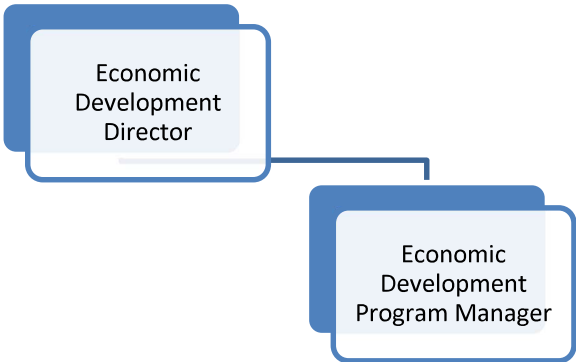 Economic
Development
Director
Economic
Development
Program Manager